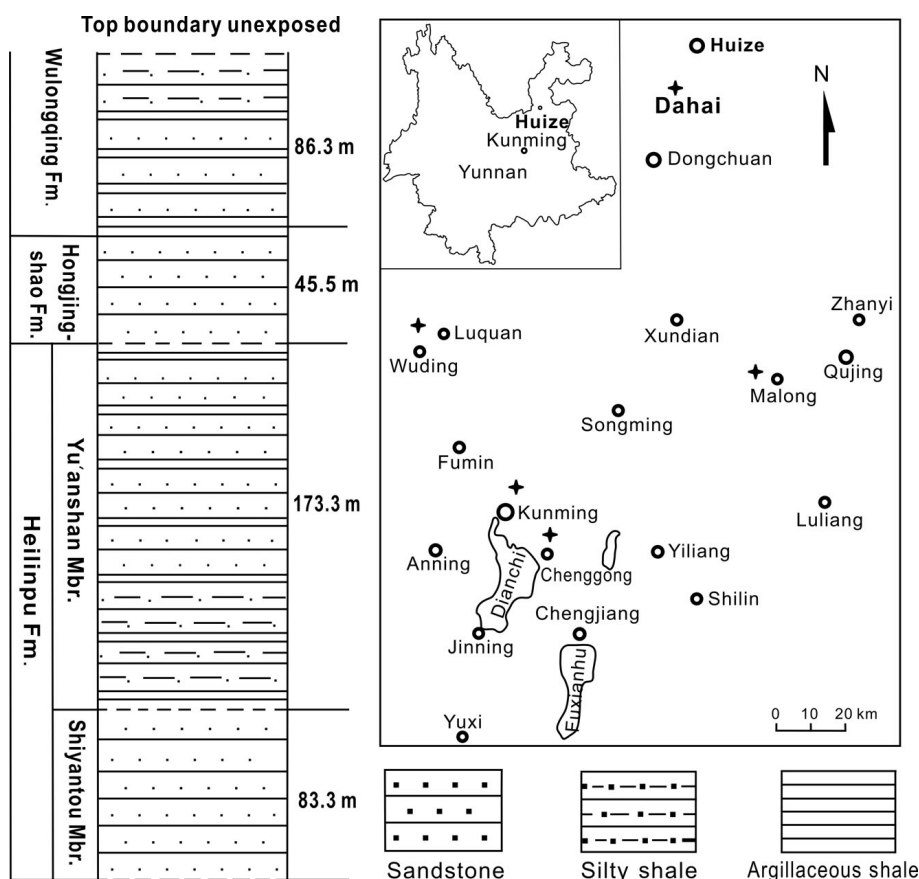 Top boundary unexposed
Wulongqing Fm.
86.3 m
Hongjing-
shao Fm.
45.5 m
Heilinpu Fm.
Yu'anshan Mbr.
173.3 m
Shiyantou Mbr.
83.3 m
Huize
Dahai
N
Dongchuan
Huize
Kunming
Yunnan
Zhanyi
Luquan
Xundian
Wuding
Qujing
Malong
Songming
Fumin
Kunming
Luliang
Anning
Dianchi
Chenggong
Yiliang
Shilin
Chengjiang
Jinning
Fuxianhu
Yuxi
0 10 20 km
Sandstone
Silty shale
Argillaceous shale